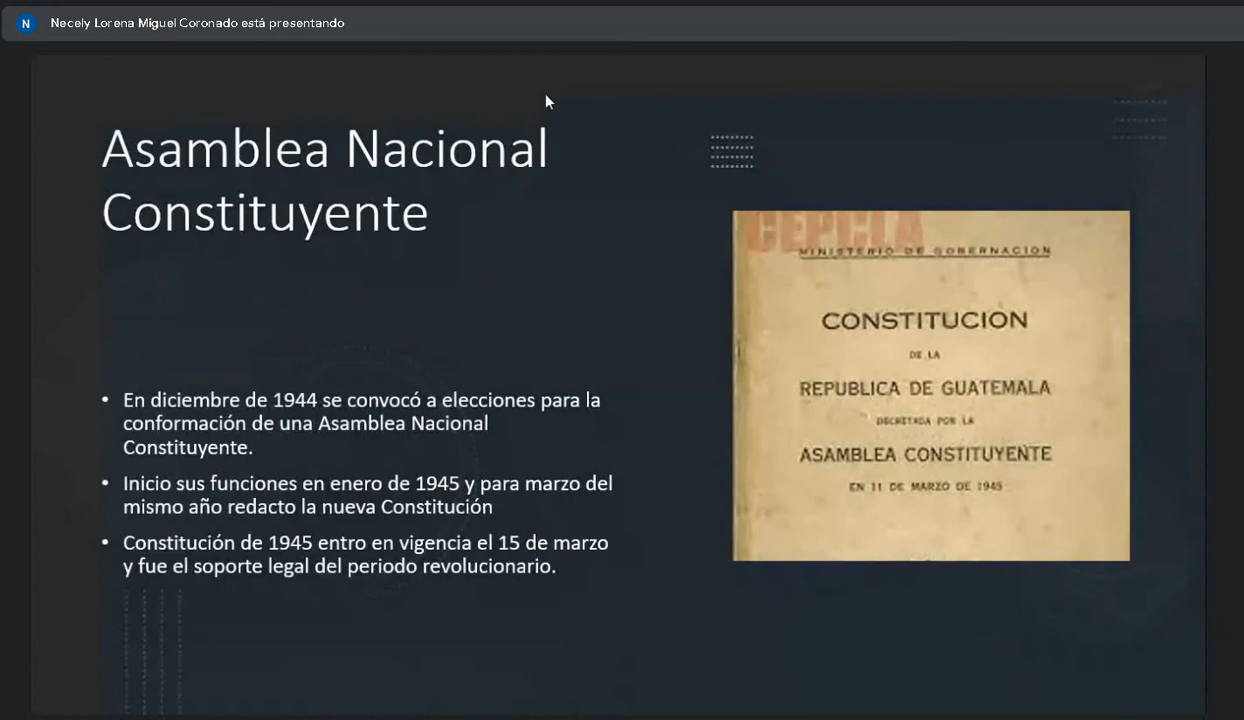 N Necely Lorena Miguel Coronado está presentando
Asamblea Nacional
Constituyente
• En diciembre de 1944 se convocó a elecciones para la
conformación de una Asamblea Nacional
Constituyente.
• Inicio sus funciones en enero de 1945 y para marzo del
mismo año redacto la nueva Constitución
• Constitución de 1945 entro en vigencia el 15 de marzo
y fue el soporte legal del periodo revolucionario.
CEPCLA
MINISTERIO DE GOBERNACION
CONSTITUCION
DE LA
REPUBLICA DE GUATEMALA
DECRETADA POR LA
ASAMBLEA CONSTITUYENTE
EN 11 DE MARZO DE 1945